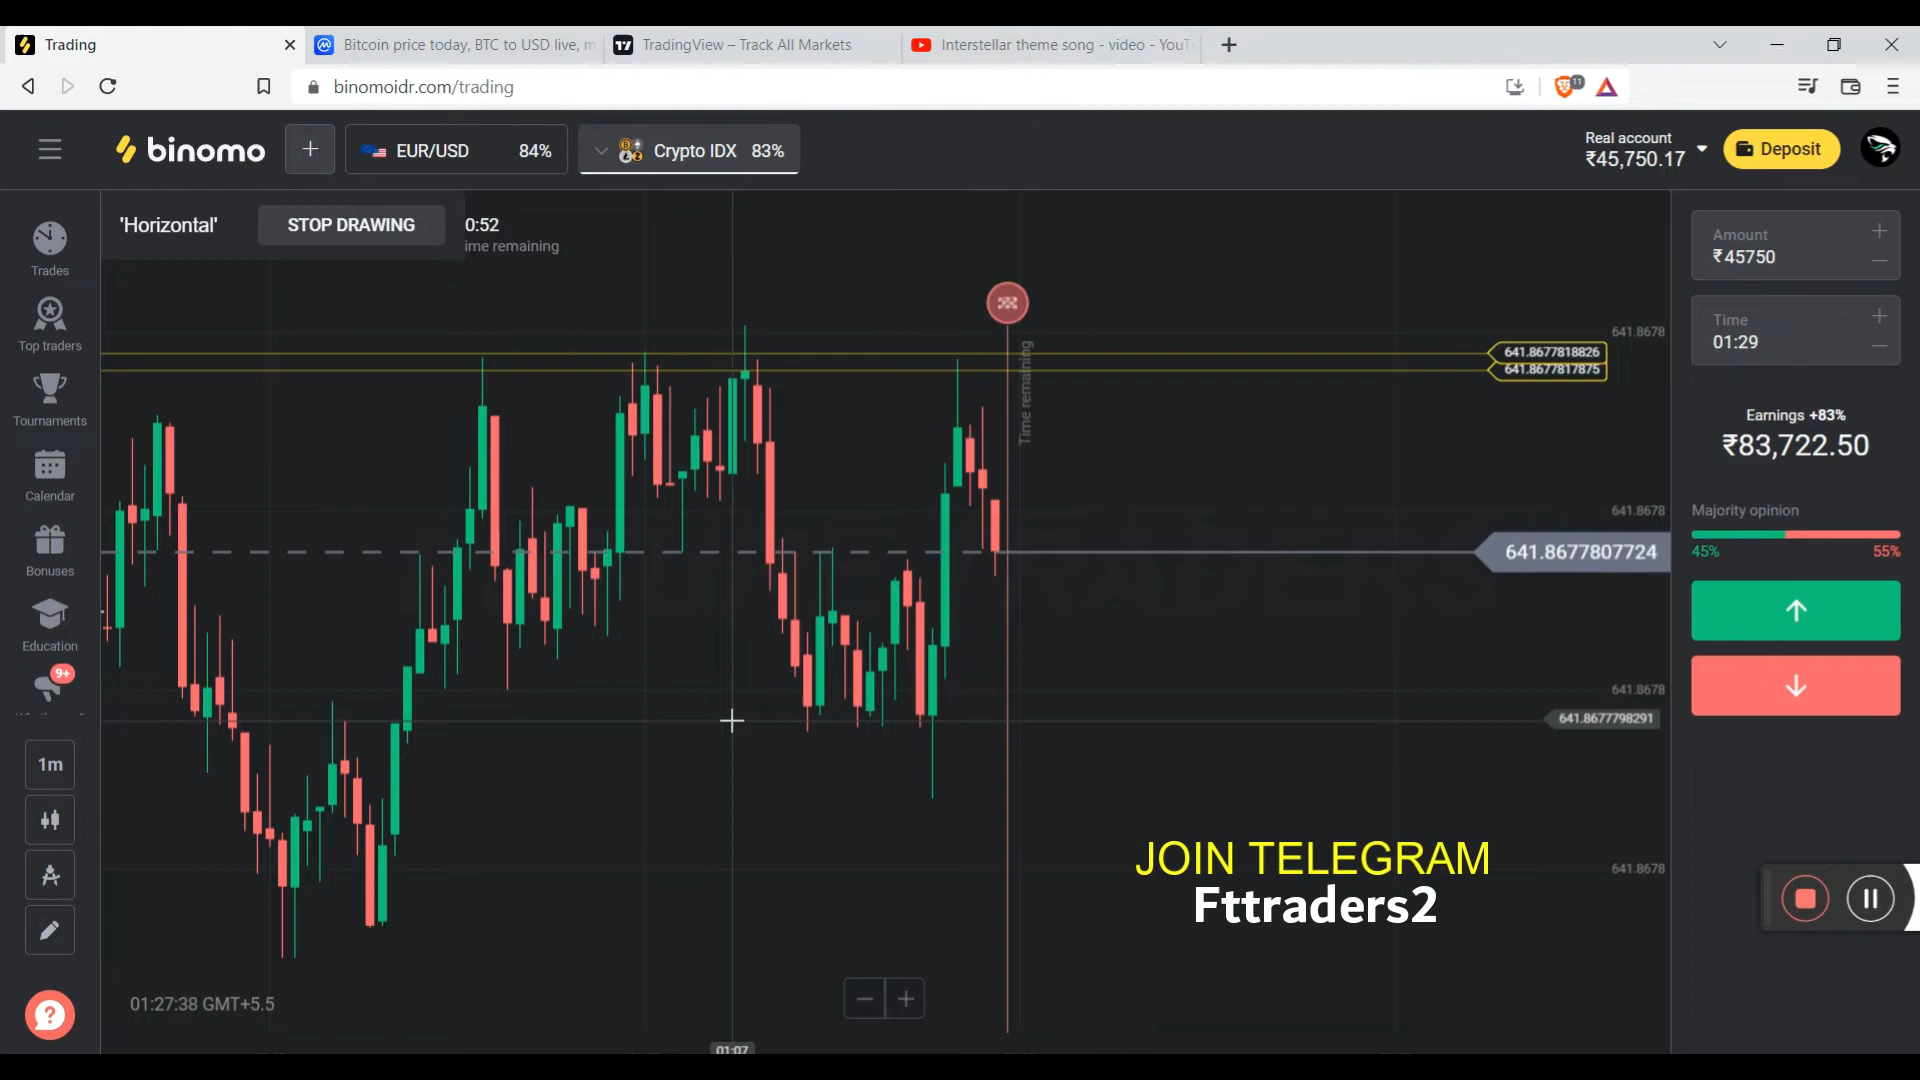 Trading
Bitcoin price today, BTC to USD live, m
TradingView – Track All Markets
Interstellar theme song - video - YouT
binomoidr.com/trading
11
binomo
EUR/USD 84%
Crypto IDX 83%
Real account
₹45,750.17
Deposit
'Horizontal'
STOP DRAWING
0:52
ime remaining
Trades
Top traders
Tournaments
Calendar
Bonuses
Education
9+
1m
Time remaining
641.8678
641.8677818826
641.8677817875
641.8678
641.8677807724
641.8678
641.8677798291
641.8678
Amount
₹45750
Time
01:29
Earnings +83%
₹83,722.50
Majority opinion
45% 55%
JOIN TELEGRAM
Fttraders2
01:27:38 GMT+5.5
01:07